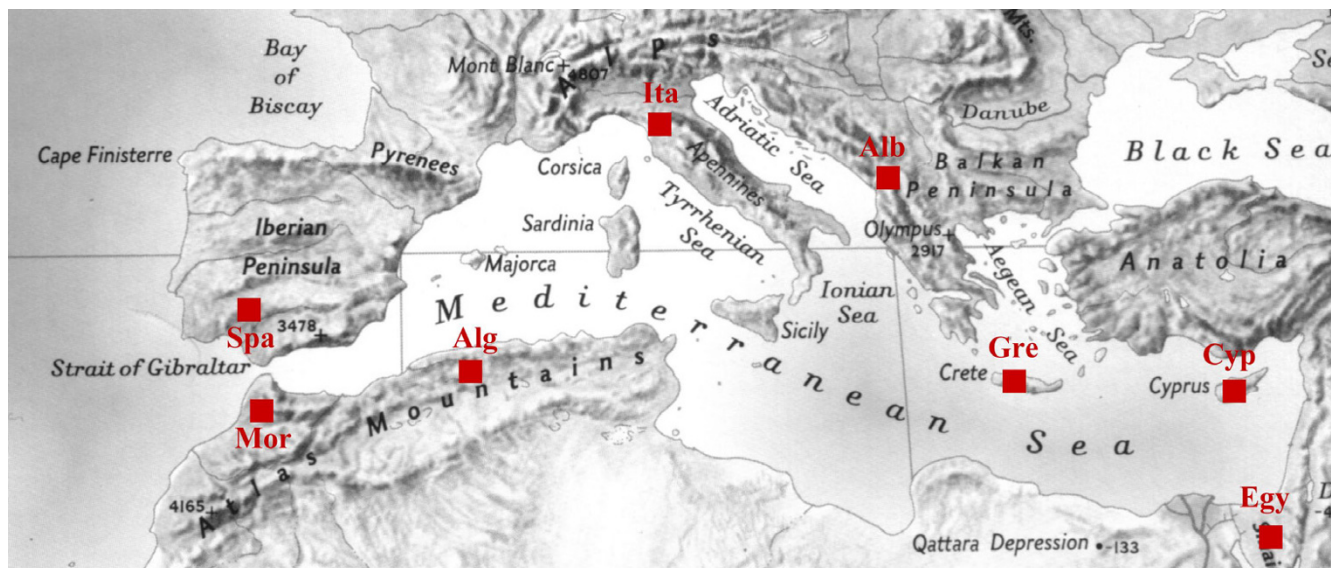 Bay
of
Biscay
Mont Blanc
4807
Alps
Mts.
Ita
Adriatic Sea
Danube
Black Sea
Cape Finisterre
Pyrenees
Corsica
Apennines
Alb
Balkan
Peninsula
Iberian
Peninsula
Sardinia
Tyrrhenian
Sea
Olympus
2917
Aegean Sea
Anatolia
Majorca
Mediterranean Sea
Ionian
Sea
Sicily
Spa
3478
Strait of Gibraltar
Alg
Gre
Crete
Cyp
Cyprus
Mor
Atlas Mountains
4165
Egy
Sinai
Qattara Depression
-133